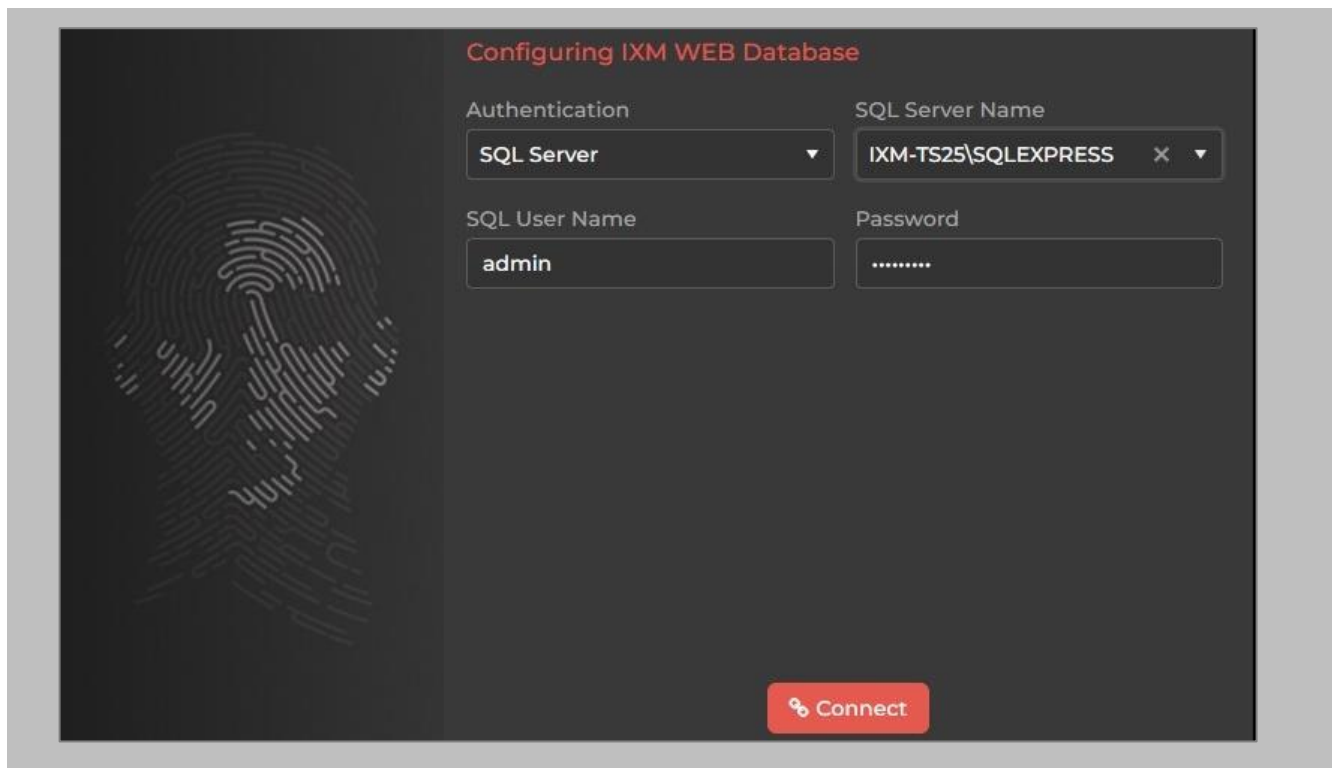 Configuring IXM WEB Database
Authentication
SQL Server Name
SQL Server
IXM-TS25\SQLEXPRESS
SQL User Name
Password
admin
•••••••••
Connect